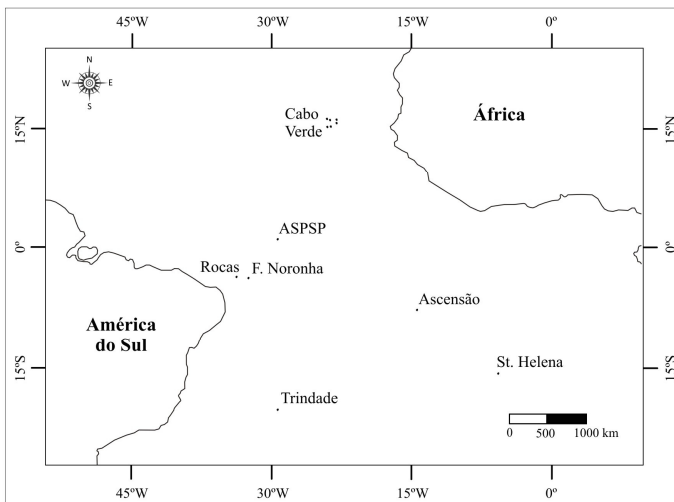 45ºW 30ºW 15ºW 0º
N
W E
S
Cabo
Verde
África
15ºN 15ºN
ASPSP
0º 0º
Rocas F. Noronha
Ascensão
América
do Sul
St. Helena
15ºS 15ºS
Trindade
0 500 1000 km
45ºW 30ºW 15ºW 0º